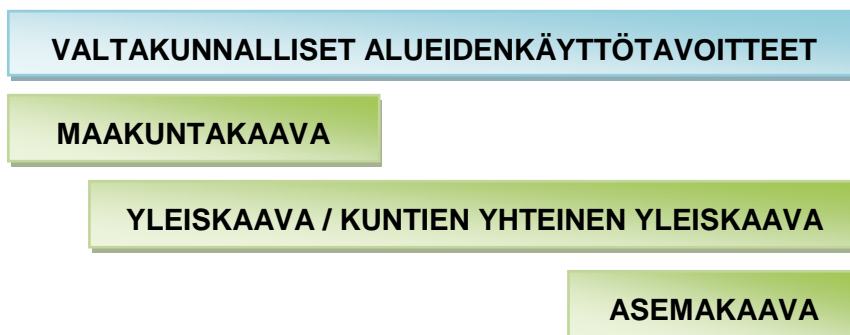 VALTAKUNNALLISET ALUEIDENKÄYTTÖTAVOITTEET
MAAKUNTAKAAVA
YLEISKAAVA / KUNTIEN YHTEINEN YLEISKAAVA
ASEMAKAAVA